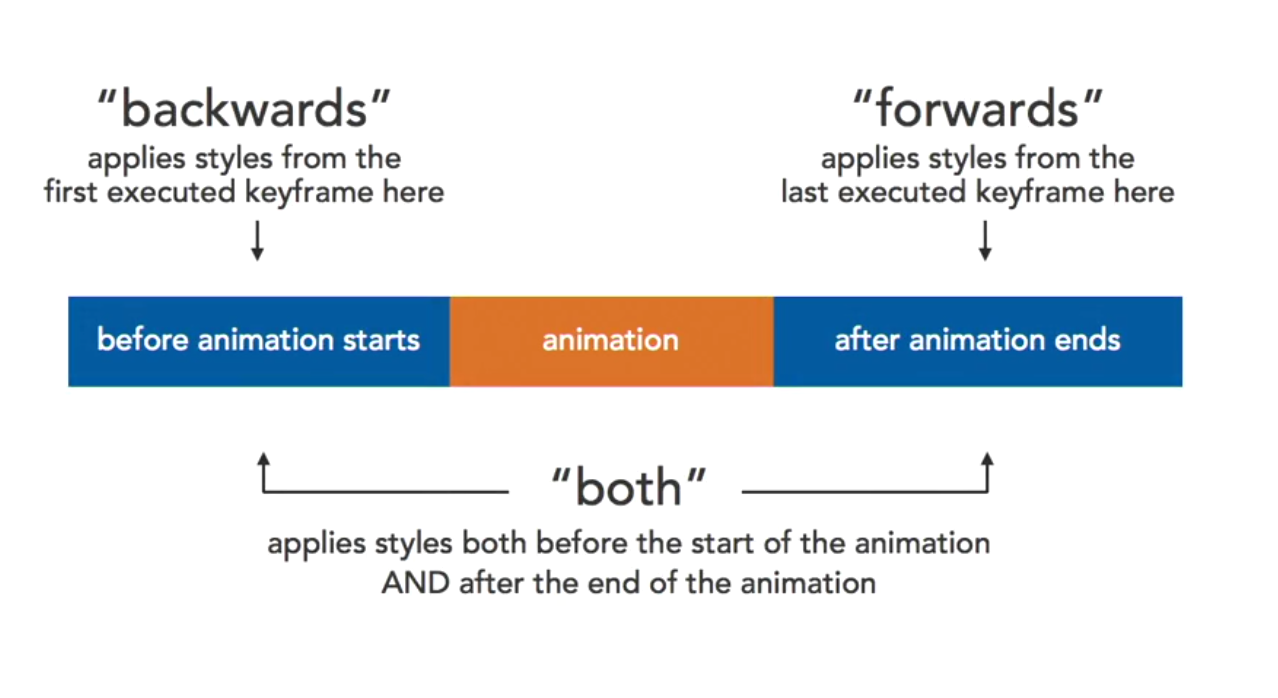 “backwards”
applies styles from the
first executed keyframe here
“forwards”
applies styles from the
last executed keyframe here
before animation starts
animation
after animation ends
“both”
applies styles both before the start of the animation
AND after the end of the animation